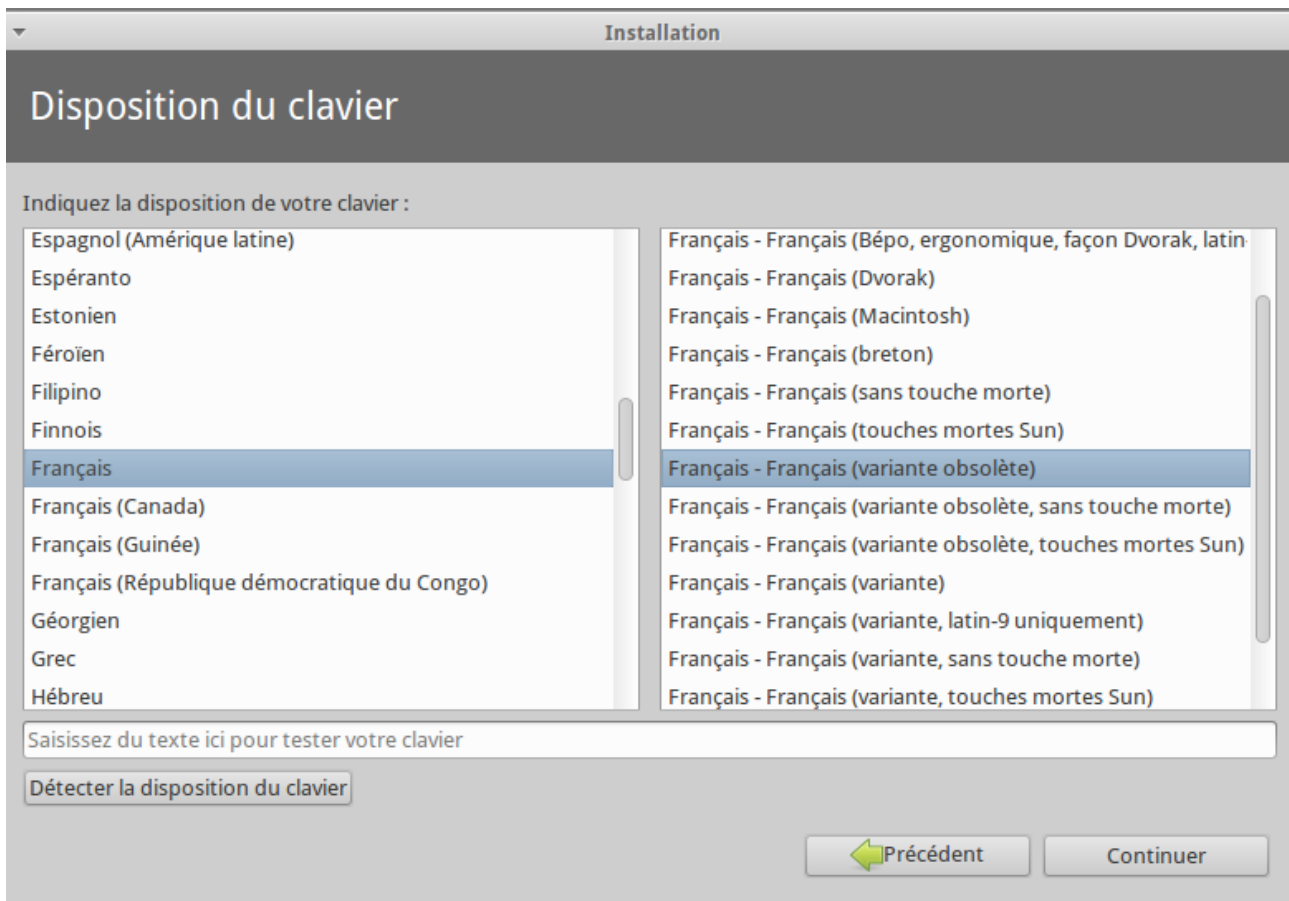 Installation
Disposition du clavier
Indiquez la disposition de votre clavier :
Espagnol (Amérique latine)
Espéranto
Estonien
Féroïen
Filipino
Finnois
Français
Français (Canada)
Français (Guinée)
Français (République démocratique du Congo)
Géorgien
Grec
Hébreu
Français - Français (Bépo, ergonomique, façon Dvorak, latin-
Français - Français (Dvorak)
Français - Français (Macintosh)
Français - Français (breton)
Français - Français (sans touche morte)
Français - Français (touches mortes Sun)
Français - Français (variante obsolète)
Français - Français (variante obsolète, sans touche morte)
Français - Français (variante obsolète, touches mortes Sun)
Français - Français (variante)
Français - Français (variante, latin-9 uniquement)
Français - Français (variante, sans touche morte)
Français - Français (variante, touches mortes Sun)
Saisissez du texte ici pour tester votre clavier
Détecter la disposition du clavier
Précédent
Continuer